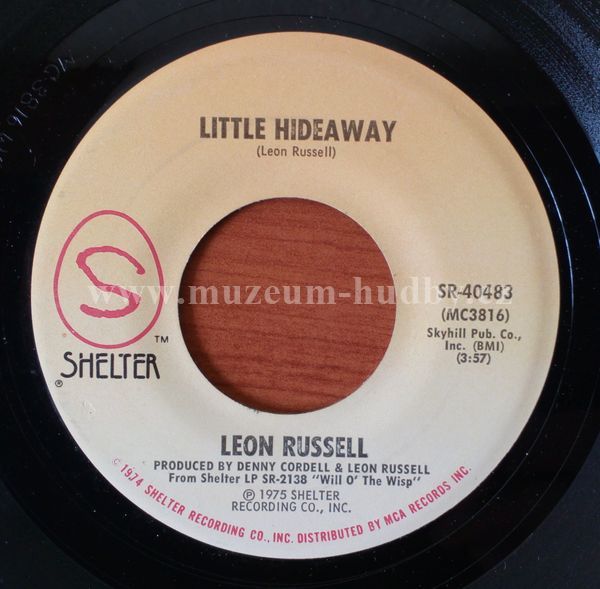 LITTLE HIDEAWAY
(Leon Russell)
S
TM
SHELTER
®
www.muzeum-hudby.cz
SR-40483
(MC3816)
Skyhill Pub. Co.,
Inc. (BMI)
(3:57)
LEON RUSSELL
PRODUCED BY DENNY CORDELL & LEON RUSSELL
From Shelter LP SR-2138 "Will O' The Wisp"
℗ 1975 SHELTER
RECORDING CO., INC.
© 1974 SHELTER RECORDING CO., INC. DISTRIBUTED BY MCA RECORDS INC.